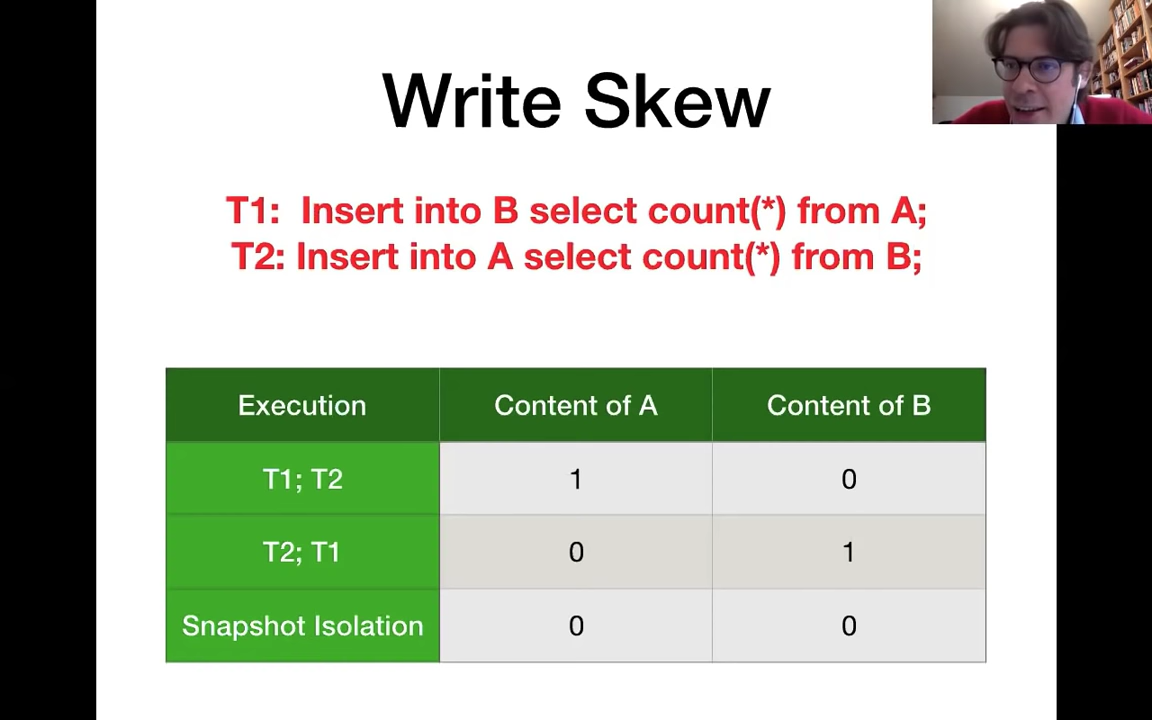 Write Skew
T1: Insert into B select count(*) from A;
T2: Insert into A select count(*) from B;
Execution Content of A Content of B
T1; T2 1 0
T2; T1 0 1
Snapshot Isolation 0 0